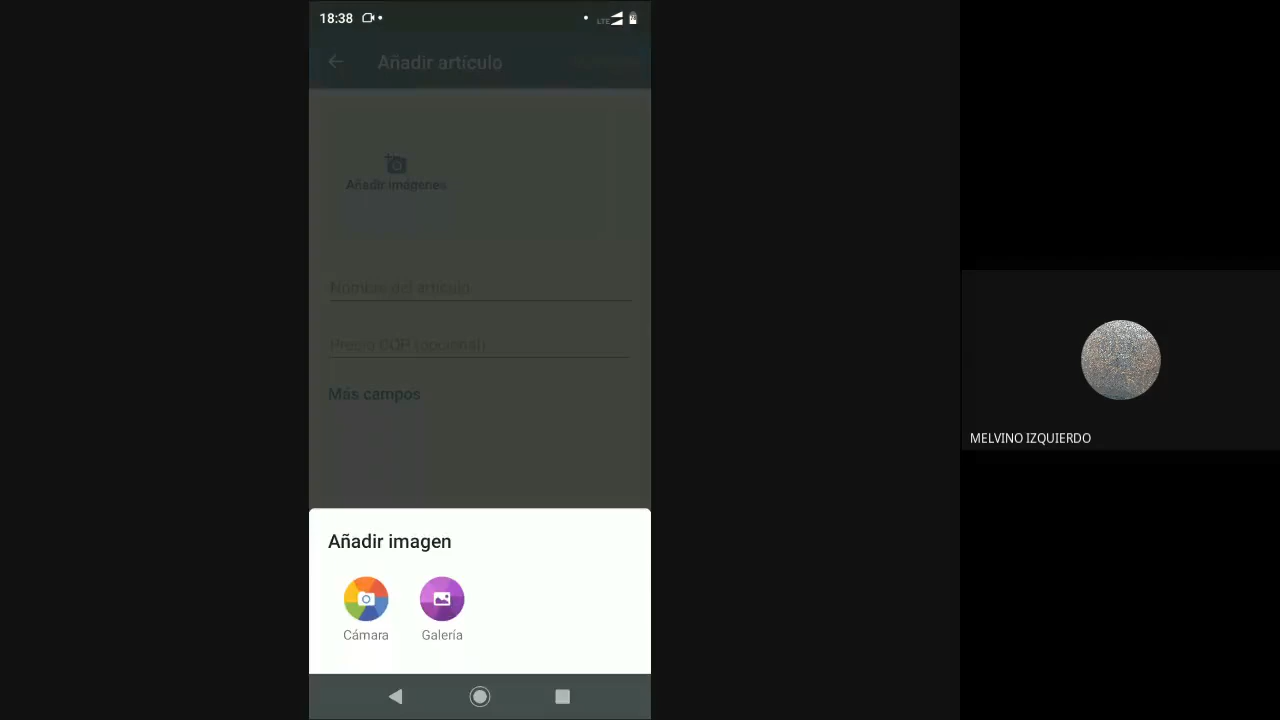 18:38
LTE
Añadir artículo
Añadir imágenes
Nombre del artículo
Precio COP (opcional)
Más campos
Añadir imagen
Cámara
Galería
MELVINO IZQUIERDO